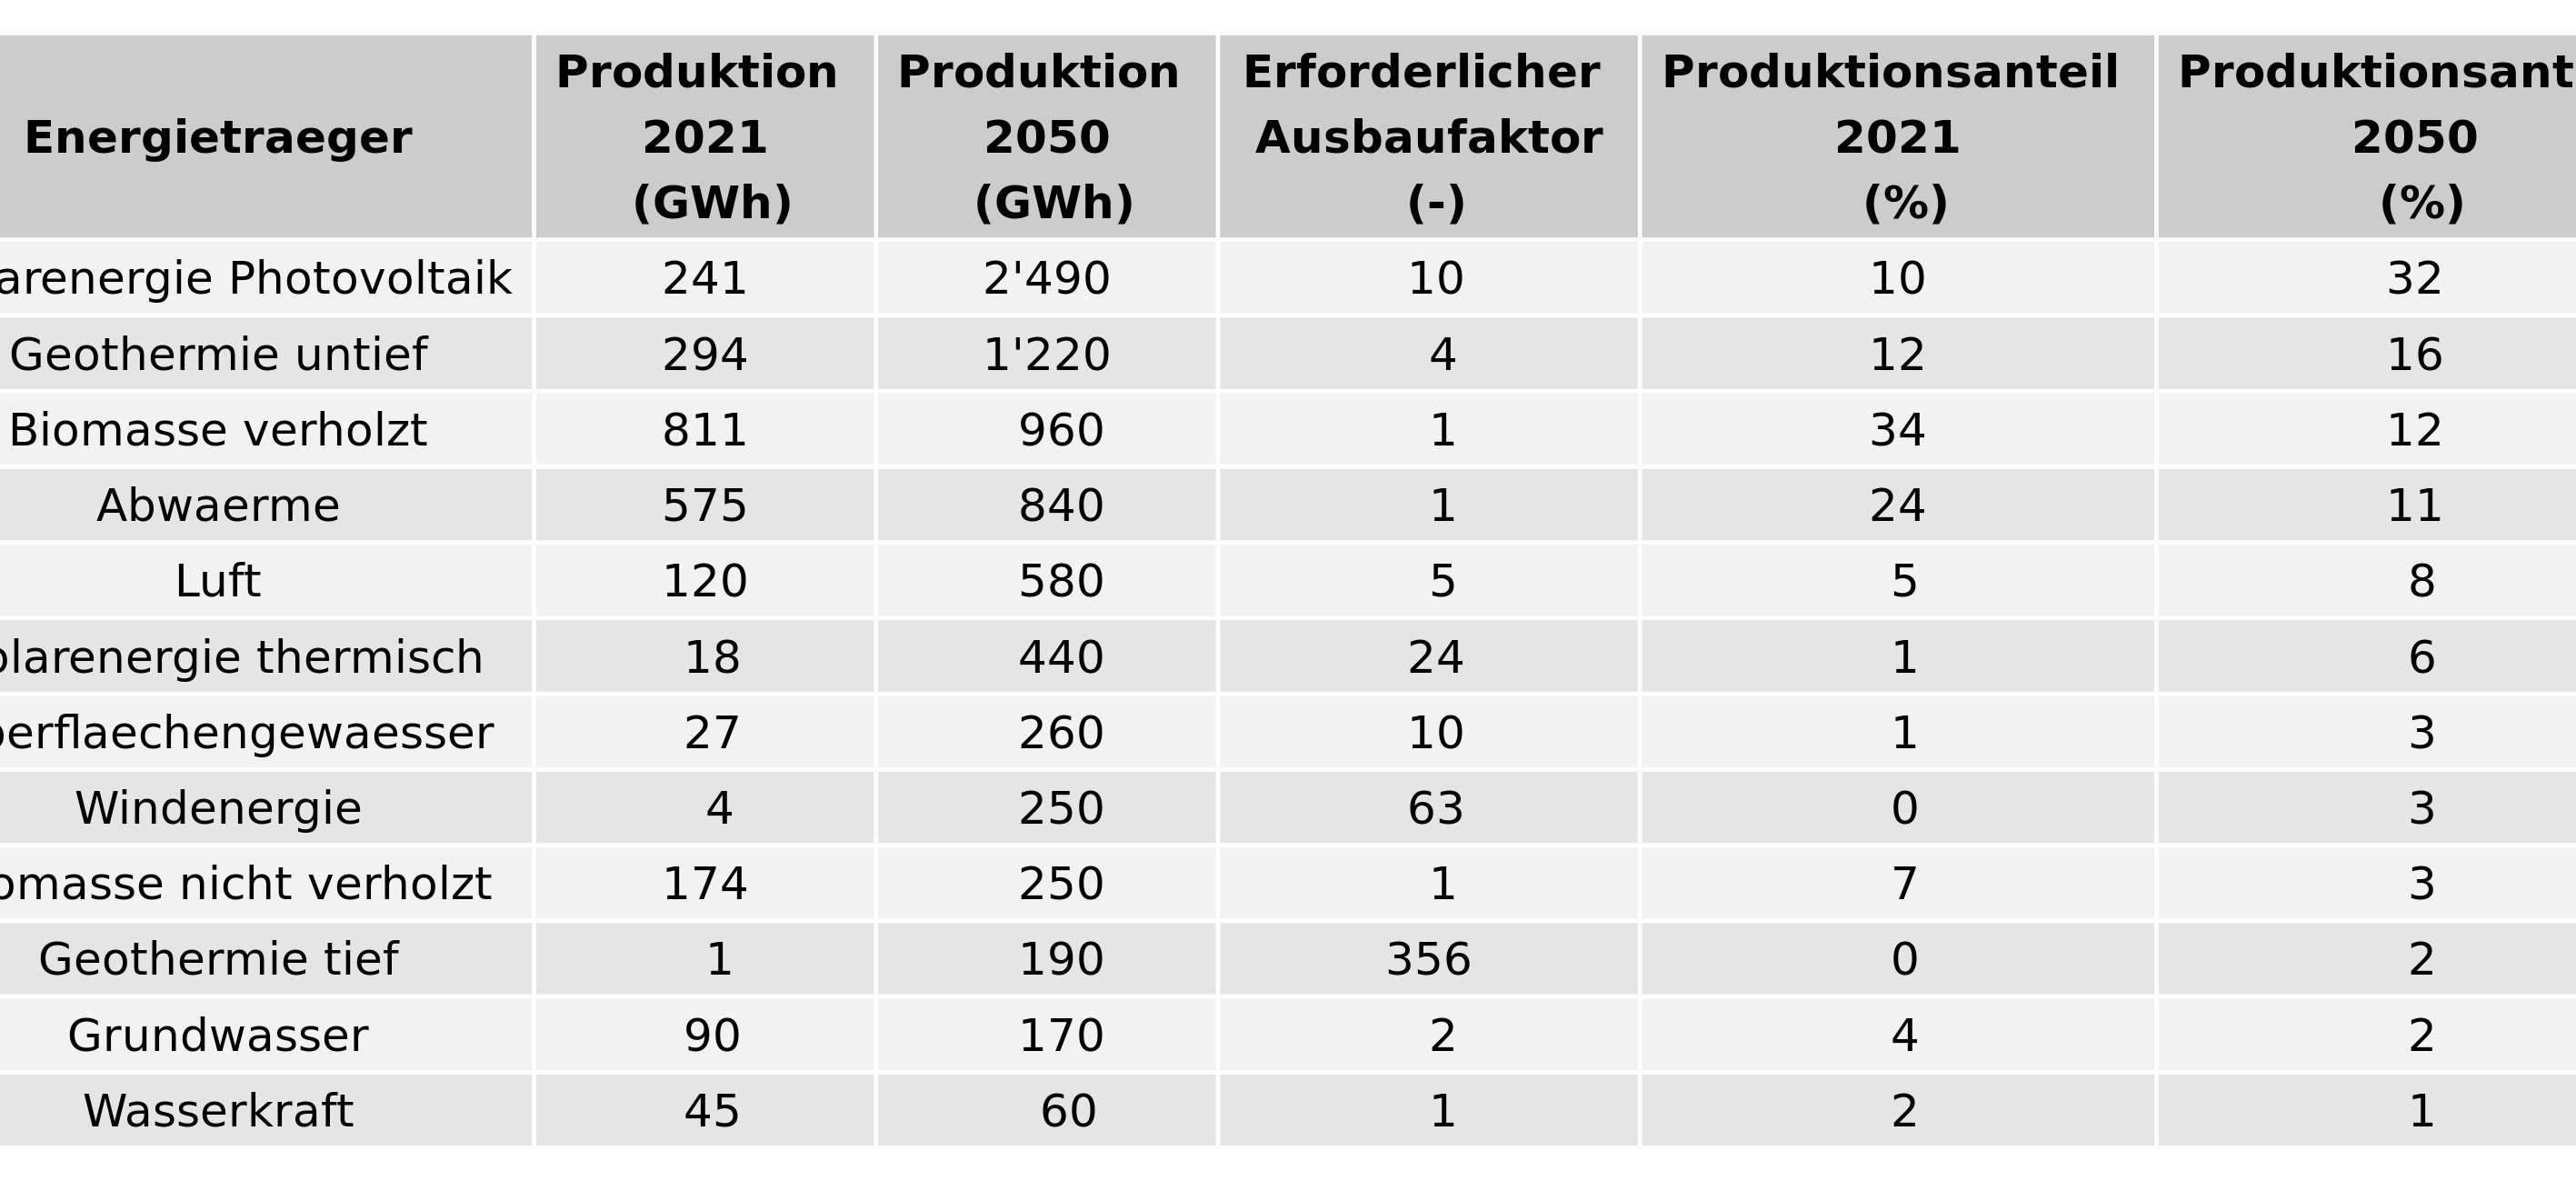 Energietraeger Produktion 2021 (GWh) Produktion 2050 (GWh) Erforderlicher Ausbaufaktor (-) Produktionsanteil 2021 (%) Produktionsant 2050 (%)
arenergie Photovoltaik 241 2'490 10 10 32
Geothermie untief 294 1'220 4 12 16
Biomasse verholzt 811 960 1 34 12
Abwaerme 575 840 1 24 11
Luft 120 580 5 5 8
olarenergie thermisch 18 440 24 1 6
berflaechengewaesser 27 260 10 1 3
Windenergie 4 250 63 0 3
omasse nicht verholzt 174 250 1 7 3
Geothermie tief 1 190 356 0 2
Grundwasser 90 170 2 4 2
Wasserkraft 45 60 1 2 1